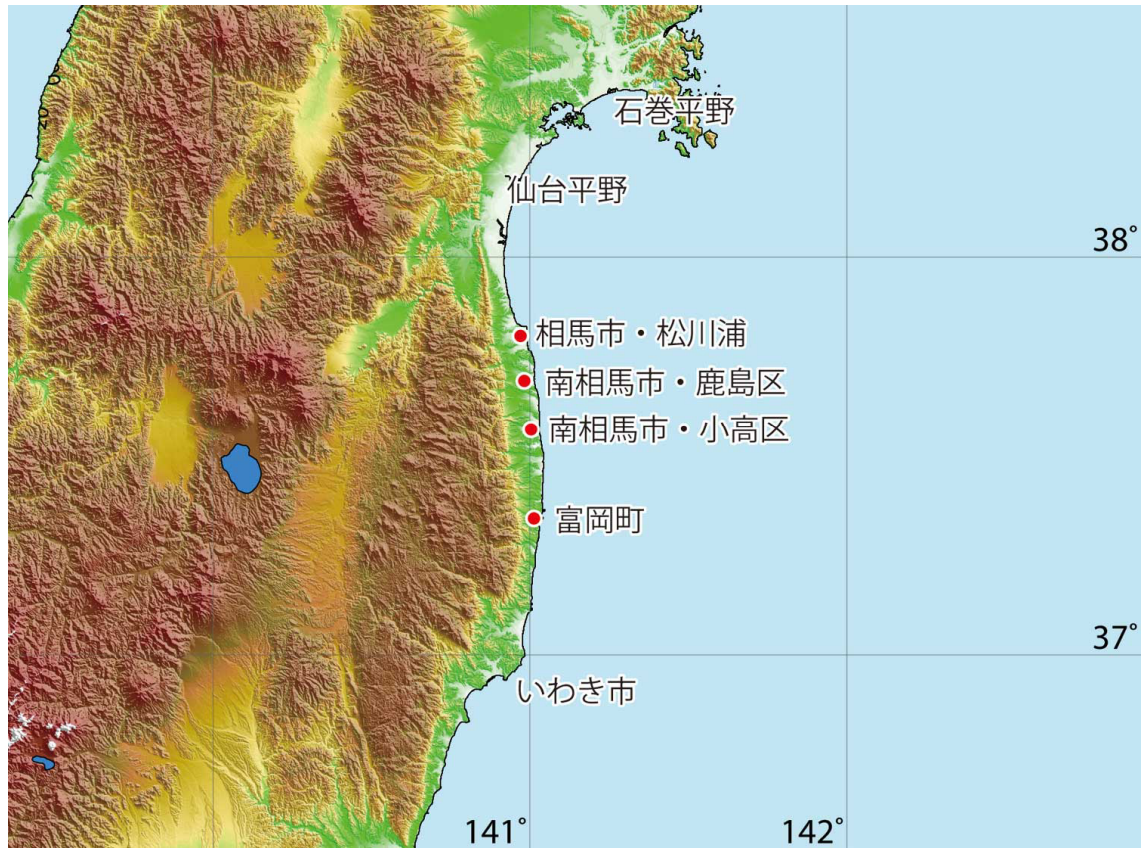 石巻平野
仙台平野
38°
相馬市・松川浦
南相馬市・鹿島区
南相馬市・小高区
富岡町
37°
いわき市
141°
142°